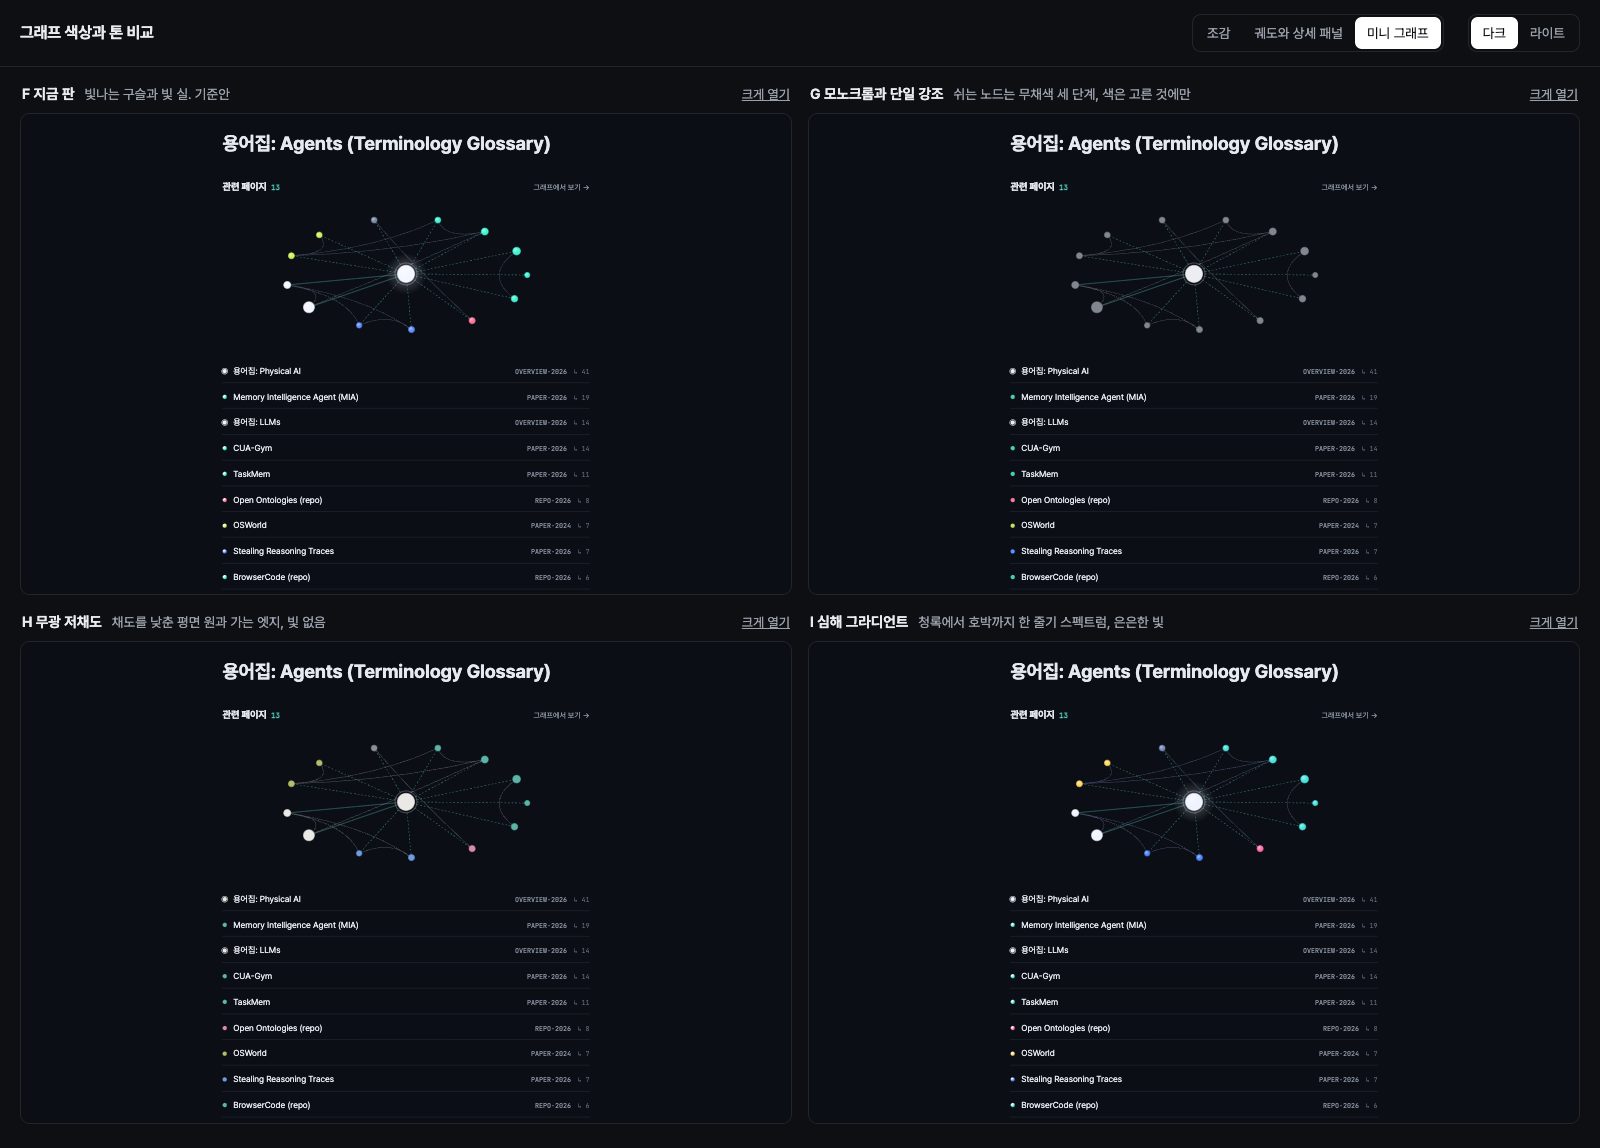 그래프 색상과 톤 비교
조감 궤도와 상세 패널 미니 그래프 다크 라이트
F 지금 판 빛나는 구슬과 빛 실. 기준안 크게 열기
용어집: Agents (Terminology Glossary)
관련 페이지 13 그래프에서 보기 →
용어집: Physical AI OVERVIEW·2026 ↳ 41
Memory Intelligence Agent (MIA) PAPER·2026 ↳ 19
용어집: LLMs OVERVIEW·2026 ↳ 14
CUA-Gym PAPER·2026 ↳ 14
TaskMem PAPER·2026 ↳ 11
Open Ontologies (repo) REPO·2026 ↳ 8
OSWorld PAPER·2024 ↳ 7
Stealing Reasoning Traces PAPER·2026 ↳ 7
BrowserCode (repo) REPO·2026 ↳ 6
G 모노크롬과 단일 강조 쉬는 노드는 무채색 세 단계, 색은 고른 것에만 크게 열기
용어집: Agents (Terminology Glossary)
관련 페이지 13 그래프에서 보기 →
용어집: Physical AI OVERVIEW·2026 ↳ 41
Memory Intelligence Agent (MIA) PAPER·2026 ↳ 19
용어집: LLMs OVERVIEW·2026 ↳ 14
CUA-Gym PAPER·2026 ↳ 14
TaskMem PAPER·2026 ↳ 11
Open Ontologies (repo) REPO·2026 ↳ 8
OSWorld PAPER·2024 ↳ 7
Stealing Reasoning Traces PAPER·2026 ↳ 7
BrowserCode (repo) REPO·2026 ↳ 6
H 무광 저채도 채도를 낮춘 평면 원과 가는 엣지, 빛 없음 크게 열기
용어집: Agents (Terminology Glossary)
관련 페이지 13 그래프에서 보기 →
용어집: Physical AI OVERVIEW·2026 ↳ 41
Memory Intelligence Agent (MIA) PAPER·2026 ↳ 19
용어집: LLMs OVERVIEW·2026 ↳ 14
CUA-Gym PAPER·2026 ↳ 14
TaskMem PAPER·2026 ↳ 11
Open Ontologies (repo) REPO·2026 ↳ 8
OSWorld PAPER·2024 ↳ 7
Stealing Reasoning Traces PAPER·2026 ↳ 7
BrowserCode (repo) REPO·2026 ↳ 6
I 심해 그라디언트 청록에서 호박까지 한 줄기 스펙트럼, 은은한 빛 크게 열기
용어집: Agents (Terminology Glossary)
관련 페이지 13 그래프에서 보기 →
용어집: Physical AI OVERVIEW·2026 ↳ 41
Memory Intelligence Agent (MIA) PAPER·2026 ↳ 19
용어집: LLMs OVERVIEW·2026 ↳ 14
CUA-Gym PAPER·2026 ↳ 14
TaskMem PAPER·2026 ↳ 11
Open Ontologies (repo) REPO·2026 ↳ 8
OSWorld PAPER·2024 ↳ 7
Stealing Reasoning Traces PAPER·2026 ↳ 7
BrowserCode (repo) REPO·2026 ↳ 6